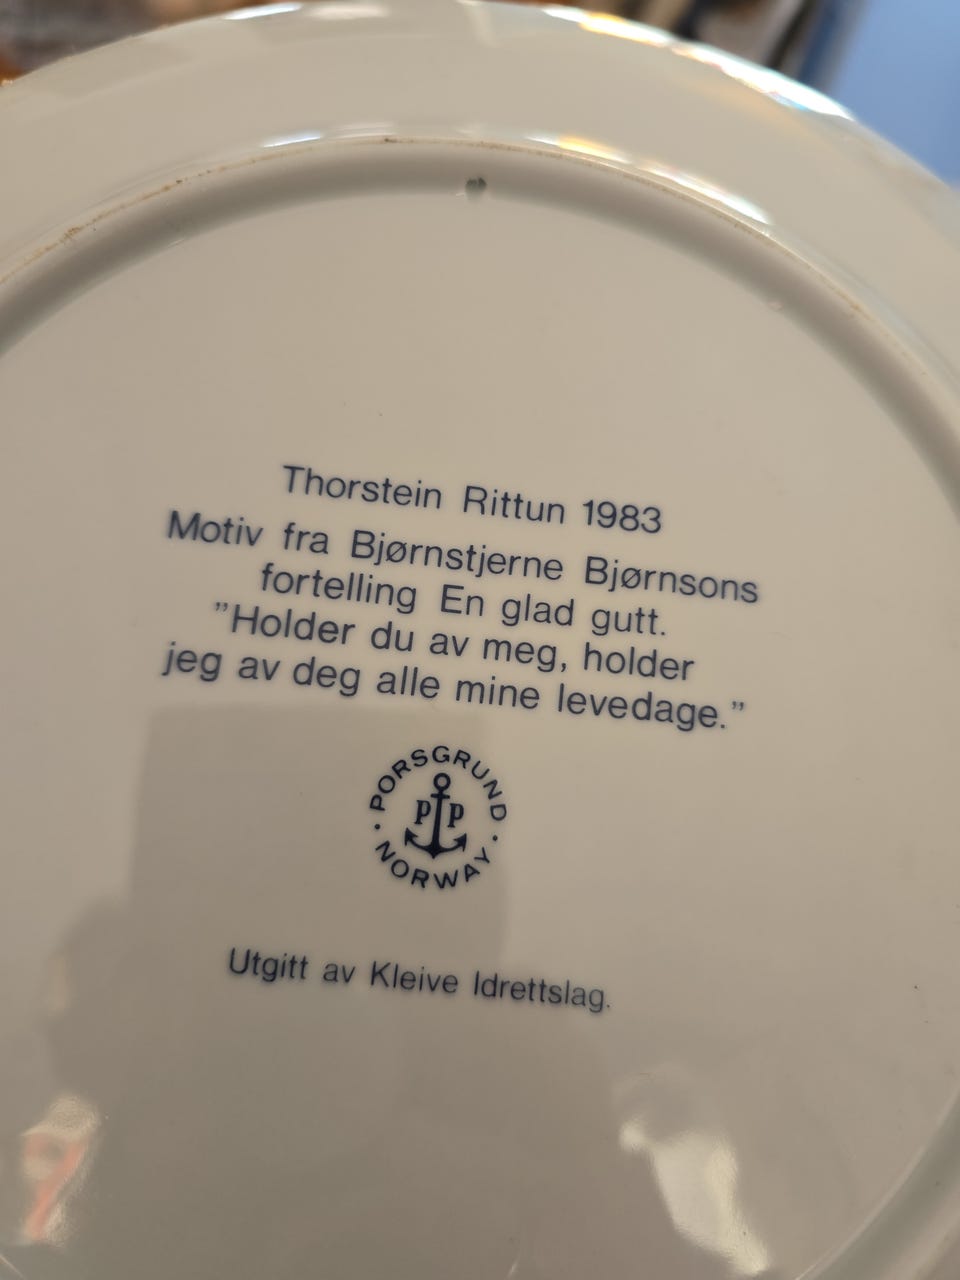 Thorstein Rittun 1983
Motiv fra Bjørnstjerne Bjørnsons
fortelling En glad gutt.
”Holder du av meg, holder
jeg av deg alle mine levedage.”
PORSGRUND
PP
NORWAY
Utgitt av Kleive Idrettslag.